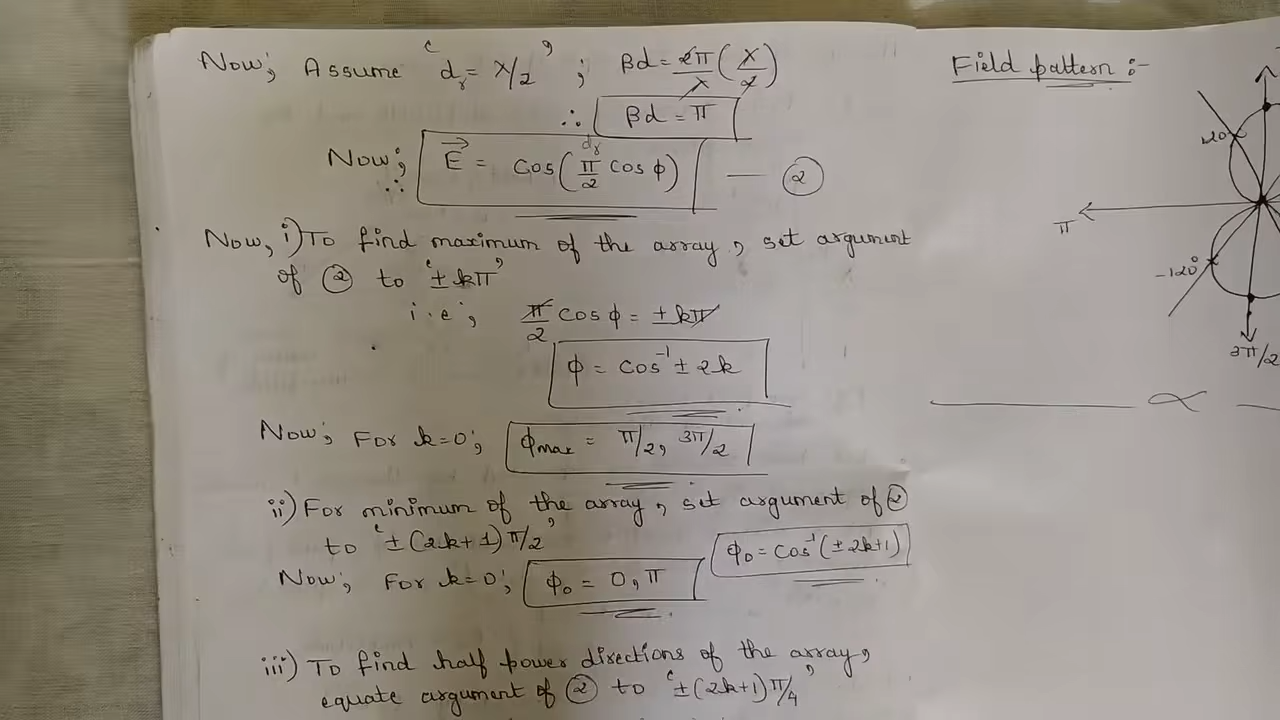 Now; Assume ‘dr = λ/2’ ; βd = 2π/λ (λ/2)
∴ βd = π
Now; ∴ E⃗ = Cos(π/2 Cos φ) — ②
Now, i) To find maximum of the array, set argument
of ② to ‘±kπ’
i.e; π/2 Cos φ = ±kπ
φ = Cos⁻¹ ± 2k
Now; For k=0; φmax = π/2, 3π/2
ii) For minimum of the array, set argument of ②
to ‘±(2k+1)π/2’
φ₀ = Cos⁻¹(±2k+1)
Now; For k=0; φ₀ = 0, π
iii) To find half power directions of the array,
equate argument of ② to ‘±(2k+1)π/4’
Field pattern :-
120°
π
-120°
3π/2